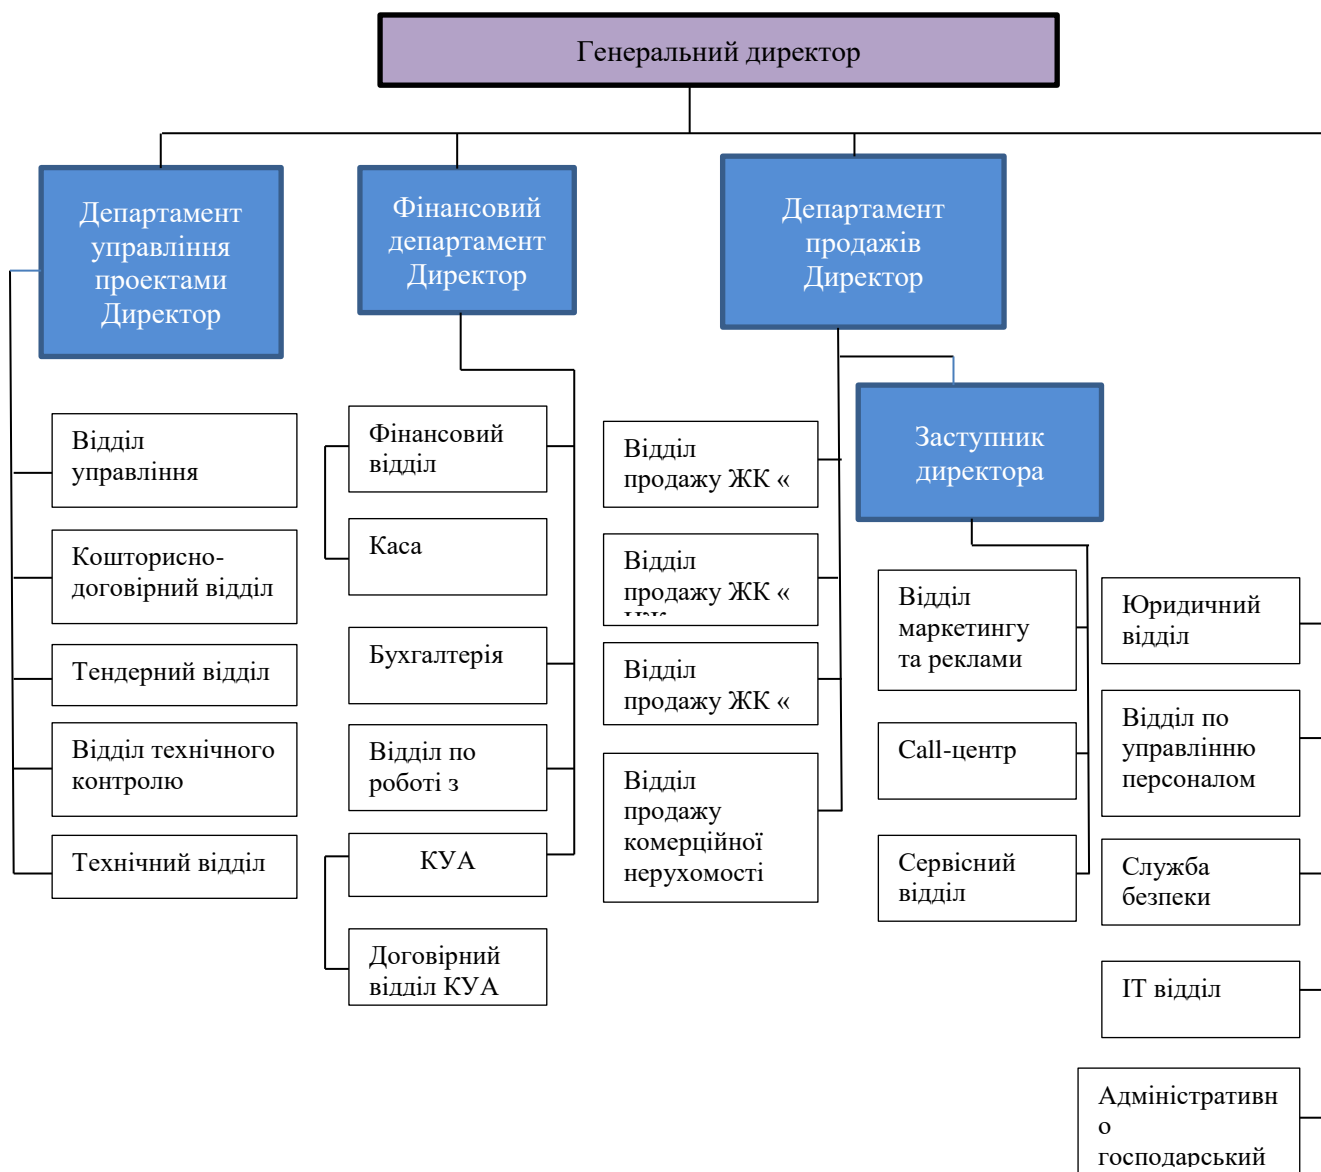 Генеральний директор
Департамент
управління
проектами
Директор
Фінансовий
департамент
Директор
Департамент
продажів
Директор
Заступник
директора
Відділ
управління
Кошторисно-
договірний відділ
Тендерний відділ
Відділ технічного
контролю
Технічний відділ
Фінансовий
відділ
Каса
Бухгалтерія
Відділ по
роботі з
КУА
Договірний
відділ КУА
Відділ
продажу ЖК «
Відділ
продажу ЖК «
Відділ
продажу ЖК «
Відділ
продажу
комерційної
нерухомості
Відділ
маркетингу
та реклами
Call-центр
Сервісний
відділ
Юридичний
відділ
Відділ по
управлінню
персоналом
Служба
безпеки
ІТ відділ
Адміністративн
о
господарський